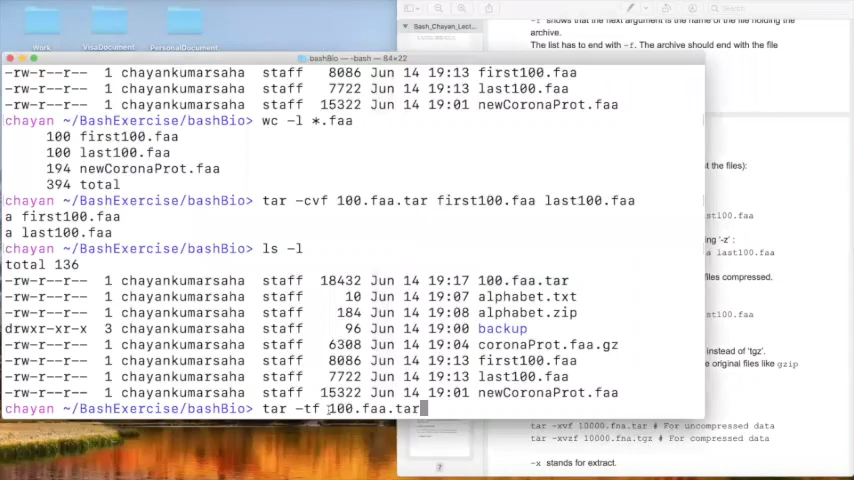 Search
Bash_Chayan_Lect...
Work
VisaDocument
PersonalDocument
-f shows that the next argument is the name of the file holding the
archive.
The list has to end with -f. The archive should end with the file
bashBio — -bash — 84×22
-rw-r--r-- 1 chayankumarsaha staff 8086 Jun 14 19:13 first100.faa
-rw-r--r-- 1 chayankumarsaha staff 7722 Jun 14 19:13 last100.faa
-rw-r--r-- 1 chayankumarsaha staff 15322 Jun 14 19:01 newCoronaProt.faa
chayan ~/BashExercise/bashBio> wc -l *.faa
100 first100.faa
100 last100.faa
194 newCoronaProt.faa
394 total
chayan ~/BashExercise/bashBio> tar -cvf 100.faa.tar first100.faa last100.faa
a first100.faa
a last100.faa
chayan ~/BashExercise/bashBio> ls -l
total 136
-rw-r--r-- 1 chayankumarsaha staff 18432 Jun 14 19:17 100.faa.tar
-rw-r--r-- 1 chayankumarsaha staff 10 Jun 14 19:07 alphabet.txt
-rw-r--r-- 1 chayankumarsaha staff 184 Jun 14 19:08 alphabet.zip
drwxr-xr-x 3 chayankumarsaha staff 96 Jun 14 19:00 backup
-rw-r--r-- 1 chayankumarsaha staff 6308 Jun 14 19:04 coronaProt.faa.gz
-rw-r--r-- 1 chayankumarsaha staff 8086 Jun 14 19:13 first100.faa
-rw-r--r-- 1 chayankumarsaha staff 7722 Jun 14 19:13 last100.faa
-rw-r--r-- 1 chayankumarsaha staff 15322 Jun 14 19:01 newCoronaProt.faa
chayan ~/BashExercise/bashBio> tar -tf 100.faa.tar
the files):
st100.faa
ng '-z' :
a last100.faa
files compressed.
st100.faa
instead of 'tgz'.
e original files like gzip
tar -xvf 10000.fna.tar # For uncompressed data
tar -xvzf 10000.fna.tgz # For compressed data
-x stands for extract.
7